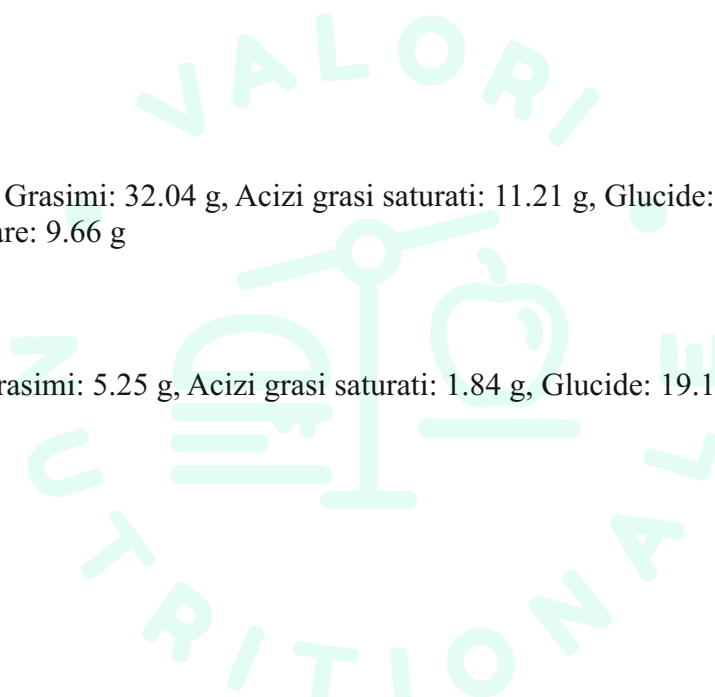 VALORI
Grasimi: 32.04 g, Acizi grasi saturati: 11.21 g, Glucide:
are: 9.66 g
rasimi: 5.25 g, Acizi grasi saturati: 1.84 g, Glucide: 19.1
NUTRITIONALE